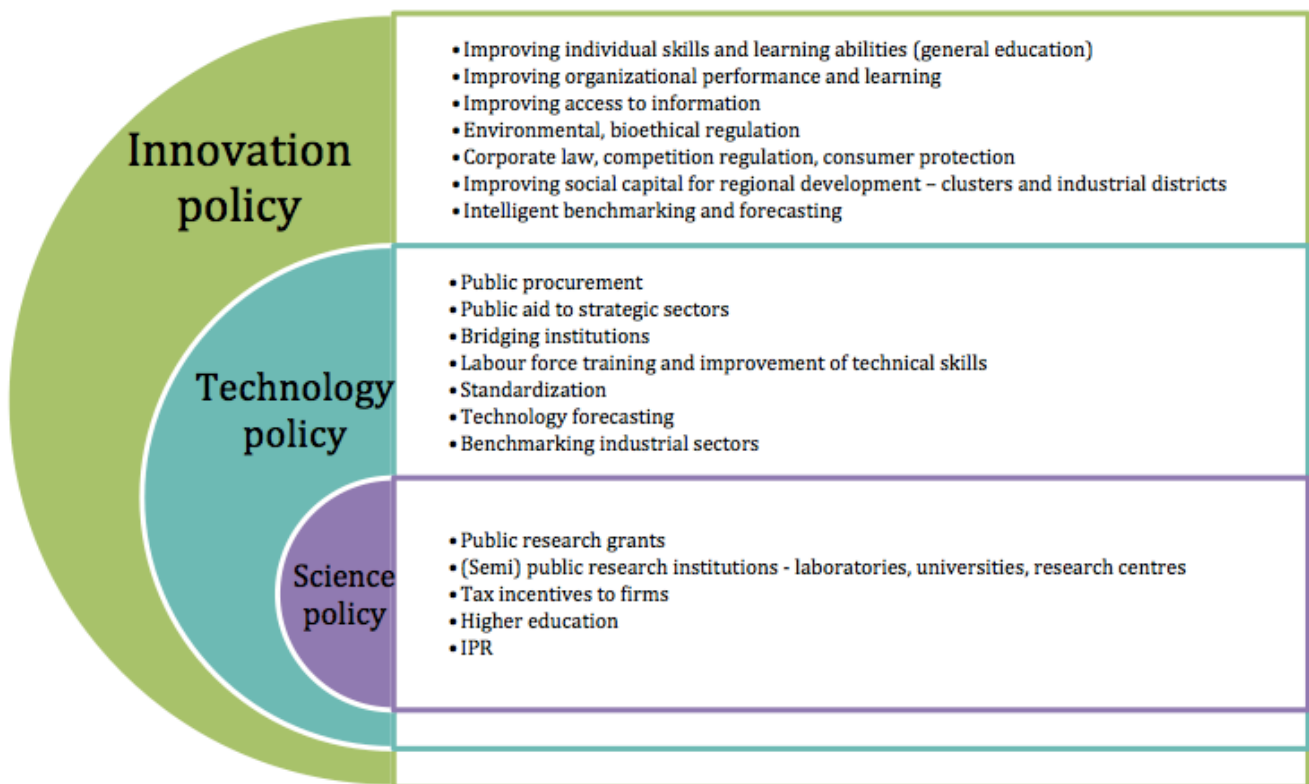 Innovation
policy
• Improving individual skills and learning abilities (general education)
• Improving organizational performance and learning
• Improving access to information
• Environmental, bioethical regulation
• Corporate law, competition regulation, consumer protection
• Improving social capital for regional development – clusters and industrial districts
• Intelligent benchmarking and forecasting
Technology
policy
• Public procurement
• Public aid to strategic sectors
• Bridging institutions
• Labour force training and improvement of technical skills
• Standardization
• Technology forecasting
• Benchmarking industrial sectors
Science
policy
• Public research grants
• (Semi) public research institutions - laboratories, universities, research centres
• Tax incentives to firms
• Higher education
• IPR